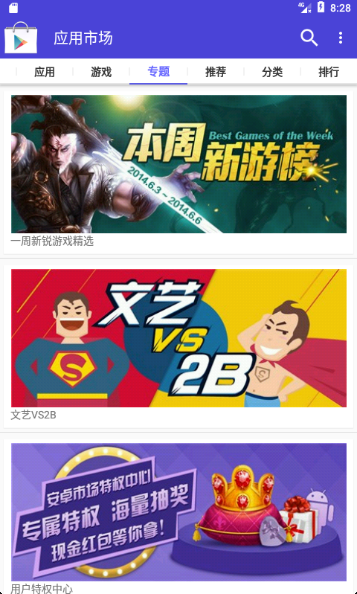 8:28
应用市场
应用 游戏 专题 推荐 分类 排行
本周
Best Games of the Week
新游榜
2014.6.3 ~ 2014.6.6
一周新锐游戏精选
文艺
VS
2B
文艺VS2B
安卓市场特权中心
专属特权 海量抽奖
现金红包等你拿!
用户特权中心